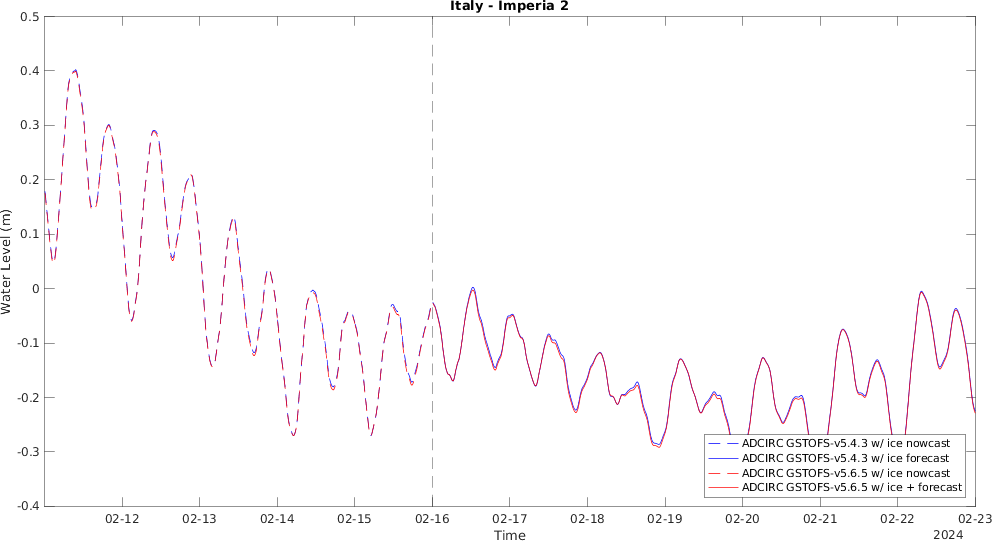 Italy - Imperia 2
0.5
0.4
0.3
0.2
0.1
0
-0.1
-0.2
-0.3
-0.4
Water Level (m)
ADCIRC GSTOFS-v5.4.3 w/ ice nowcast
ADCIRC GSTOFS-v5.4.3 w/ ice forecast
ADCIRC GSTOFS-v5.6.5 w/ ice nowcast
ADCIRC GSTOFS-v5.6.5 w/ ice + forecast
02-12 02-13 02-14 02-15 02-16 02-17 02-18 02-19 02-20 02-21 02-22 02-23
Time
2024